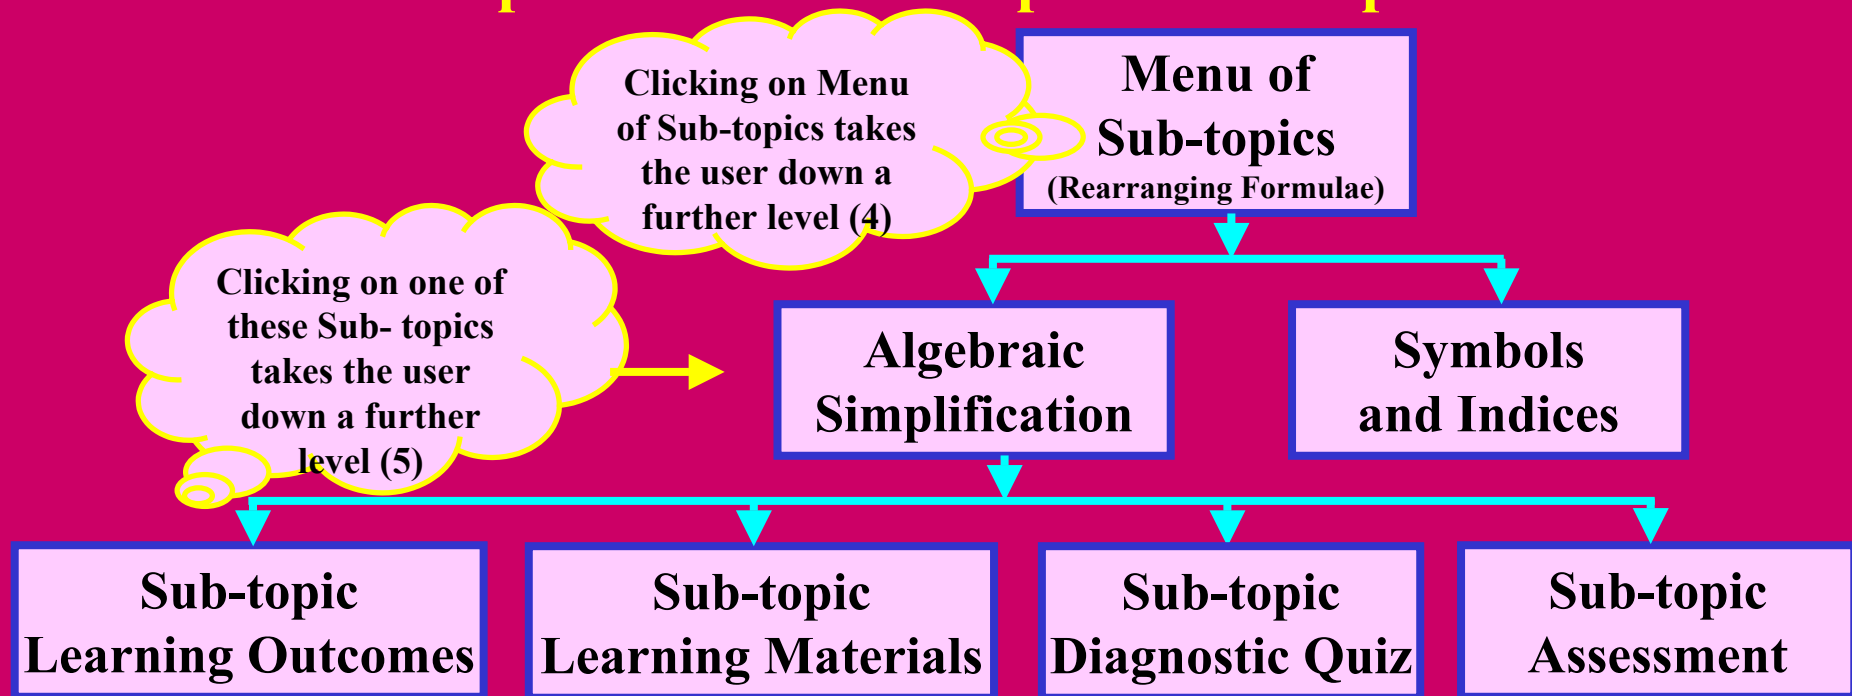 Clicking on Menu
of Sub-topics takes
the user down a
further level (4)
Menu of
Sub-topics
(Rearranging Formulae)
Clicking on one of
these Sub- topics
takes the user
down a further
level (5)
Algebraic
Simplification
Symbols
and Indices
Sub-topic
Learning Outcomes
Sub-topic
Learning Materials
Sub-topic
Diagnostic Quiz
Sub-topic
Assessment